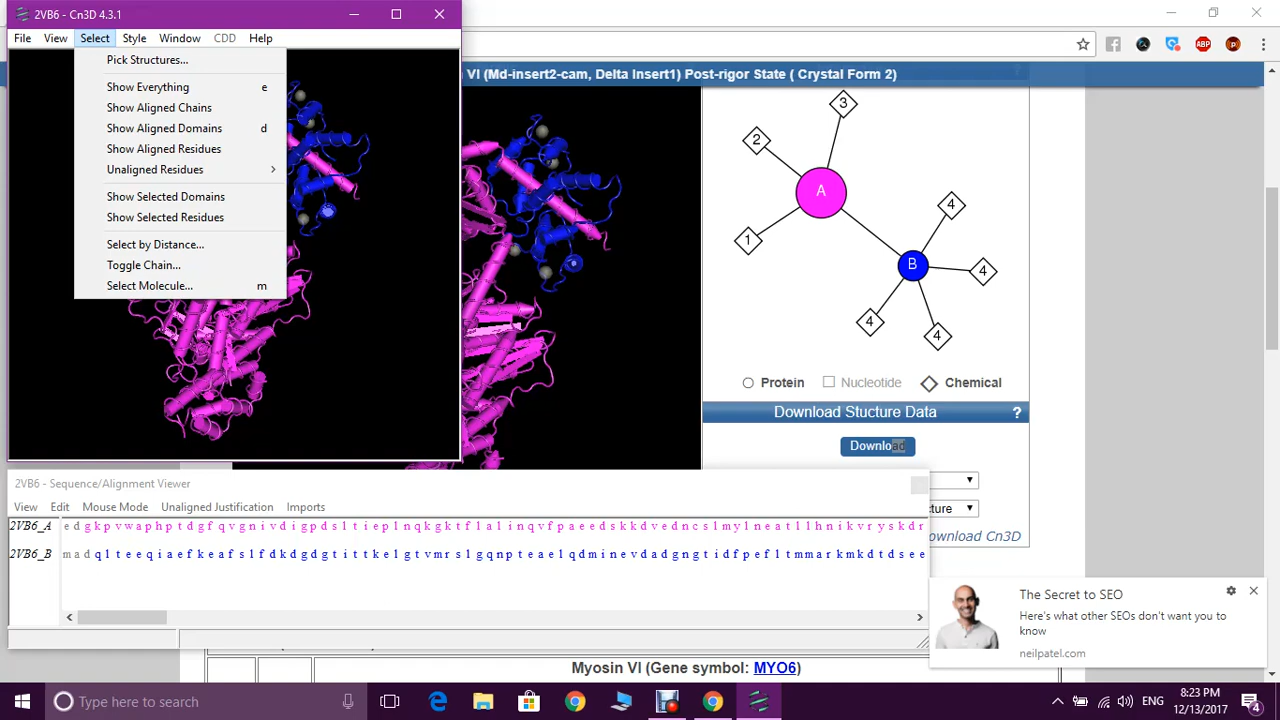 2VB6 - Cn3D 4.3.1
File View Select Style Window CDD Help
Pick Structures...
Show Everything e
Show Aligned Chains
Show Aligned Domains d
Show Aligned Residues
Unaligned Residues
Show Selected Domains
Show Selected Residues
Select by Distance...
Toggle Chain...
Select Molecule... m
ABP
VI (Md-insert2-cam, Delta Insert1) Post-rigor State ( Crystal Form 2)
3
2
A
4
1
B
4
4
4
Protein Nucleotide Chemical
Download Stucture Data ?
Download
cture
ownload Cn3D
2VB6 - Sequence/Alignment Viewer
View Edit Mouse Mode Unaligned Justification Imports
2VB6_A e d g k p v w a p h p t d g f q v g n i v d i g p d s l t i e p l n q k g k t f l a l i n q v f p a e e d s k k d v e d n c s l m y l n e a t l l h n i k v r y s k d r
2VB6_B m a d q l t e e q i a e f k e a f s l f d k d g d g t i t t k e l g t v m r s l g q n p t e a e l q d m i n e v d a d g n g t i d f p e f l t m m a r k m k d t d s e e
The Secret to SEO
Here's what other SEOs don't want you to
know
neilpatel.com
Myosin VI (Gene symbol: MYO6)
Type here to search
ENG
8:23 PM
12/13/2017
4